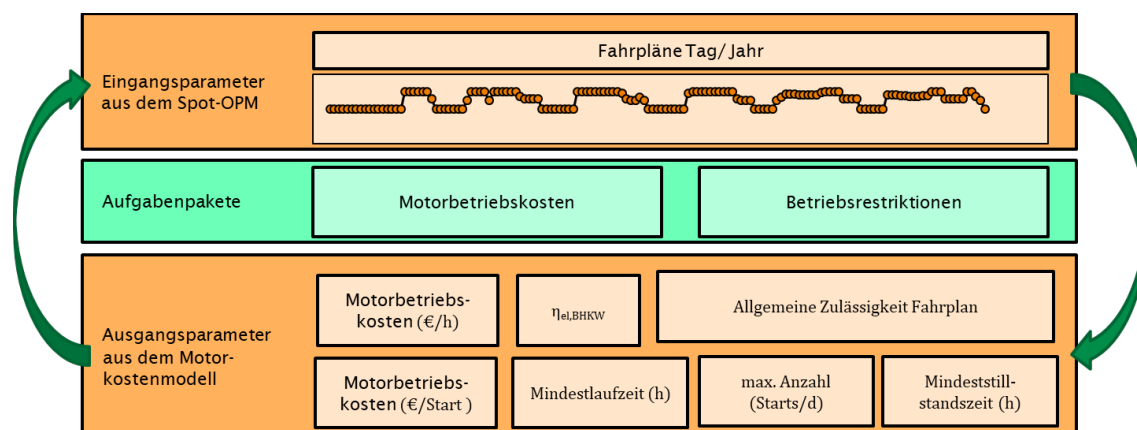 Fahrpläne Tag/ Jahr
Eingangsparameter
aus dem Spot-OPM
Aufgabenpakete
Motorbetriebskosten
Betriebsrestriktionen
Ausgangsparameter
aus dem Motor-
kostenmodell
Motorbetriebs-
kosten (€/h)
ηel,BHKW
Allgemeine Zulässigkeit Fahrplan
Motorbetriebs-
kosten (€/Start )
Mindestlaufzeit (h)
max. Anzahl
(Starts/d)
Mindeststill-
standszeit (h)